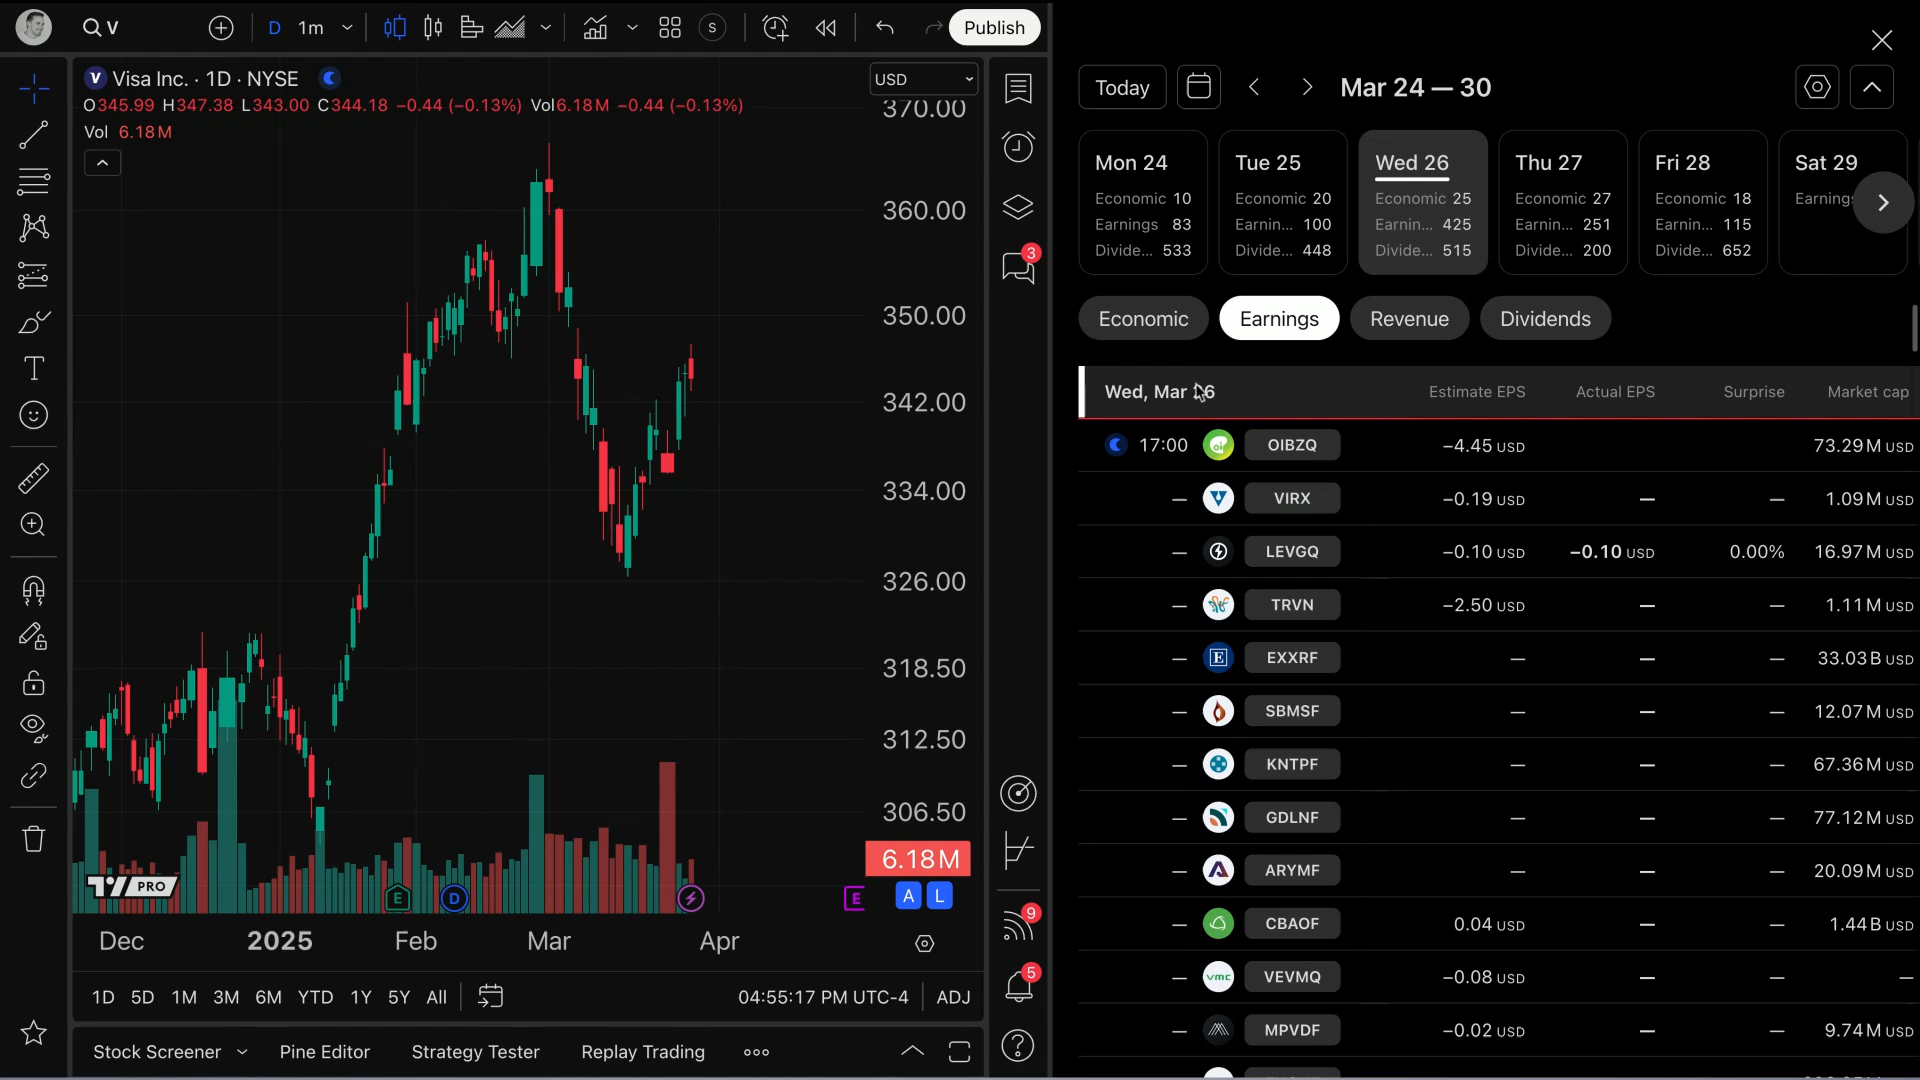 V
D 1m
S
Publish
V Visa Inc. · 1D · NYSE
USD
O345.99 H347.38 L343.00 C344.18 −0.44 (−0.13%) Vol6.18M −0.44 (−0.13%)
Vol 6.18M
370.00
360.00
350.00
342.00
334.00
326.00
318.50
312.50
306.50
6.18M
PRO
E D E A L
Dec 2025 Feb Mar Apr
1D 5D 1M 3M 6M YTD 1Y 5Y All
04:55:17 PM UTC-4 ADJ
Stock Screener Pine Editor Strategy Tester Replay Trading
3
9
5
Today
Mar 24 — 30
Mon 24
Economic 10
Earnings 83
Divide... 533
Tue 25
Economic 20
Earnin... 100
Divide... 448
Wed 26
Economic 25
Earnin... 425
Divide... 515
Thu 27
Economic 27
Earnin... 251
Divide... 200
Fri 28
Economic 18
Earnin... 115
Divide... 652
Sat 29
Earnings
Economic Earnings Revenue Dividends
Wed, Mar 26 Estimate EPS Actual EPS Surprise Market cap
17:00 oi OIBZQ −4.45 USD 73.29M USD
— VIRX −0.19 USD — — 1.09M USD
— LEVGQ −0.10 USD −0.10 USD 0.00% 16.97M USD
— TRVN −2.50 USD — — 1.11M USD
— E EXXRF — — — 33.03B USD
— SBMSF — — — 12.07M USD
— KNTPF — — — 67.36M USD
— GDLNF — — — 77.12M USD
— ARYMF — — — 20.09M USD
— CBAOF 0.04 USD — — 1.44B USD
— vmc VEVMQ −0.08 USD — — —
— MPVDF −0.02 USD — — 9.74M USD